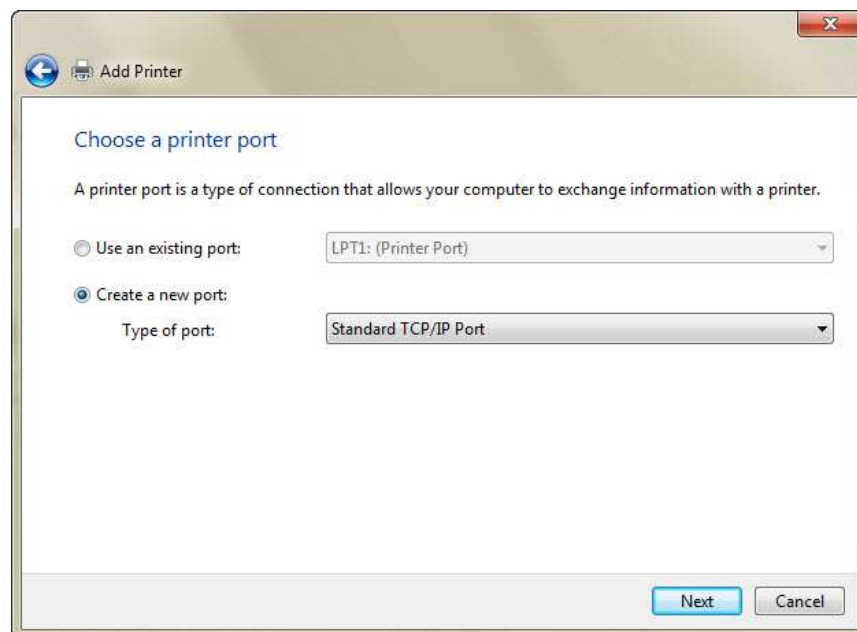 Add Printer
Choose a printer port
A printer port is a type of connection that allows your computer to exchange information with a printer.
Use an existing port: LPT1: (Printer Port)
Create a new port:
Type of port: Standard TCP/IP Port
Next Cancel